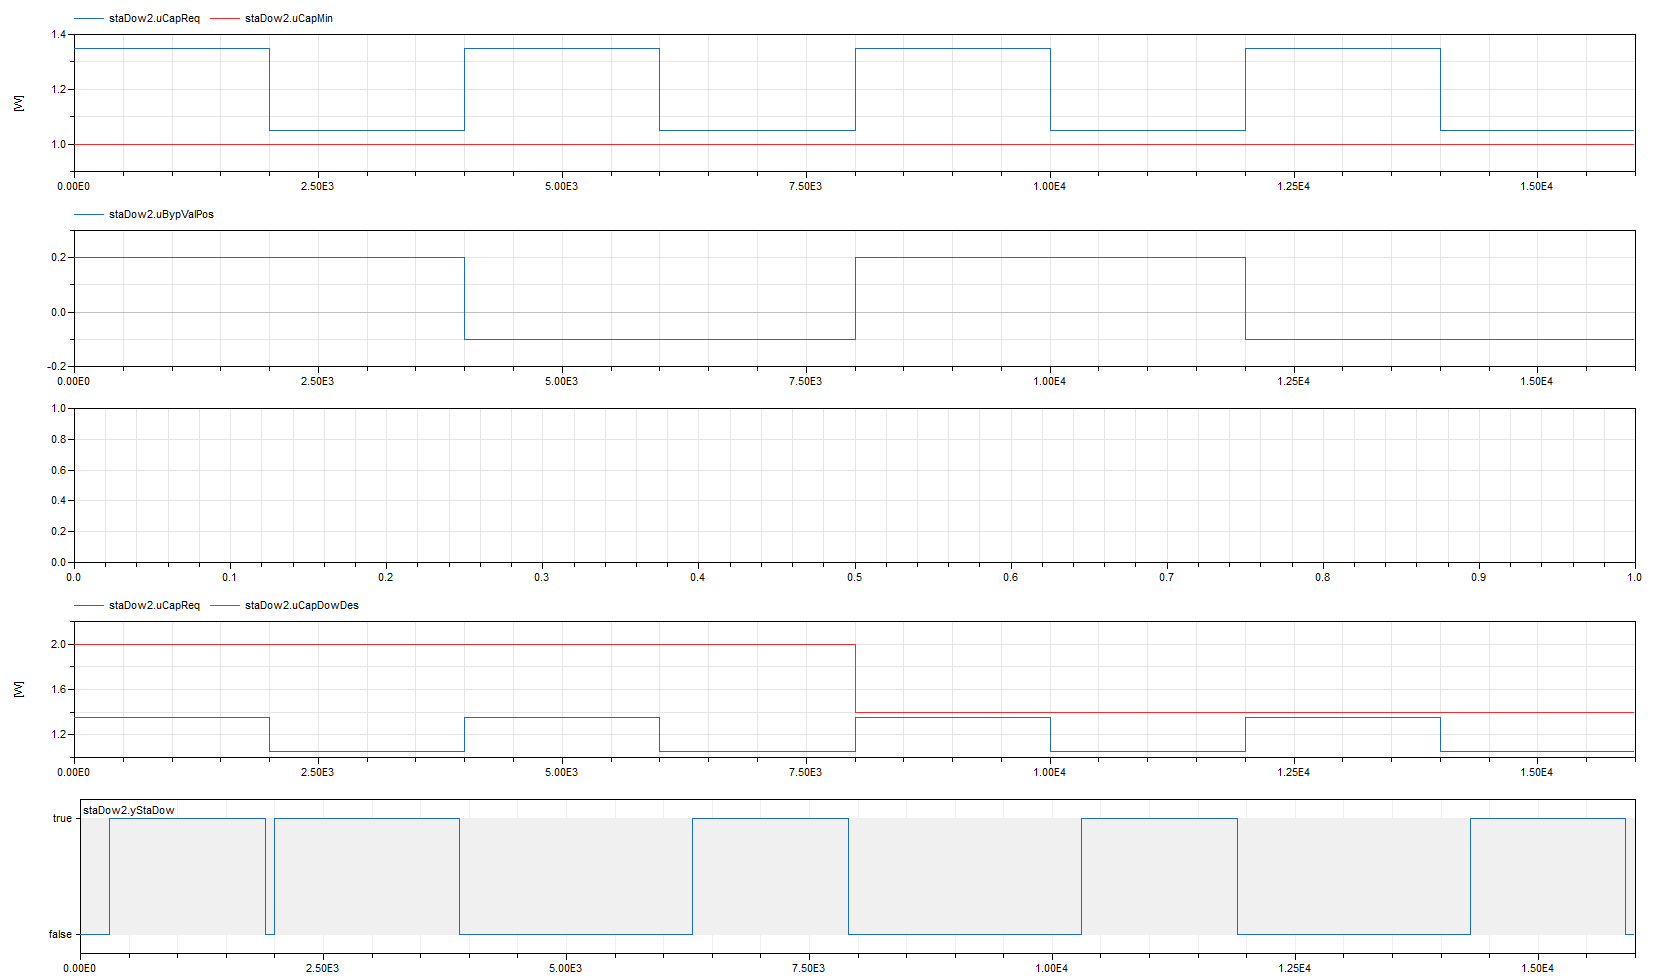 staDow2.uCapReq staDow2.uCapMin
1.4
1.2
1.0
[W]
0.00E0 2.50E3 5.00E3 7.50E3 1.00E4 1.25E4 1.50E4
staDow2.uBypValPos
0.2
0.0
-0.2
0.00E0 2.50E3 5.00E3 7.50E3 1.00E4 1.25E4 1.50E4
1.0
0.8
0.6
0.4
0.2
0.0
0.0 0.1 0.2 0.3 0.4 0.5 0.6 0.7 0.8 0.9 1.0
staDow2.uCapReq staDow2.uCapDowDes
2.0
1.6
1.2
[W]
0.00E0 2.50E3 5.00E3 7.50E3 1.00E4 1.25E4 1.50E4
staDow2.yStaDow
true
false
0.00E0 2.50E3 5.00E3 7.50E3 1.00E4 1.25E4 1.50E4